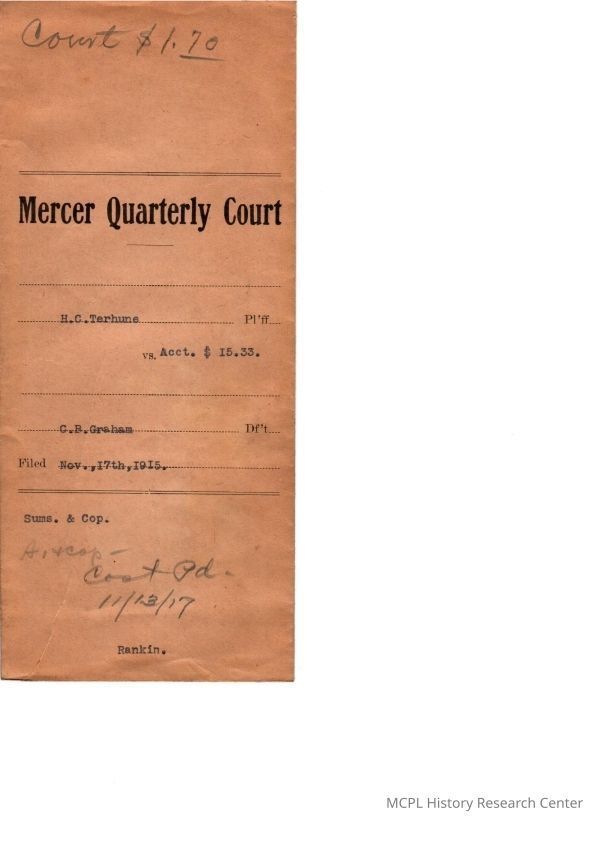 Court $1.70
Mercer Quarterly Court
H.C.Terhune Pl'ff
vs. Acct. $ 15.33.
C.B.Graham Df't
Filed Nov.,17th,1915.
Sums. & Cop.
Cost Pd.
11/13/17
Rankin.
MCPL History Research Center